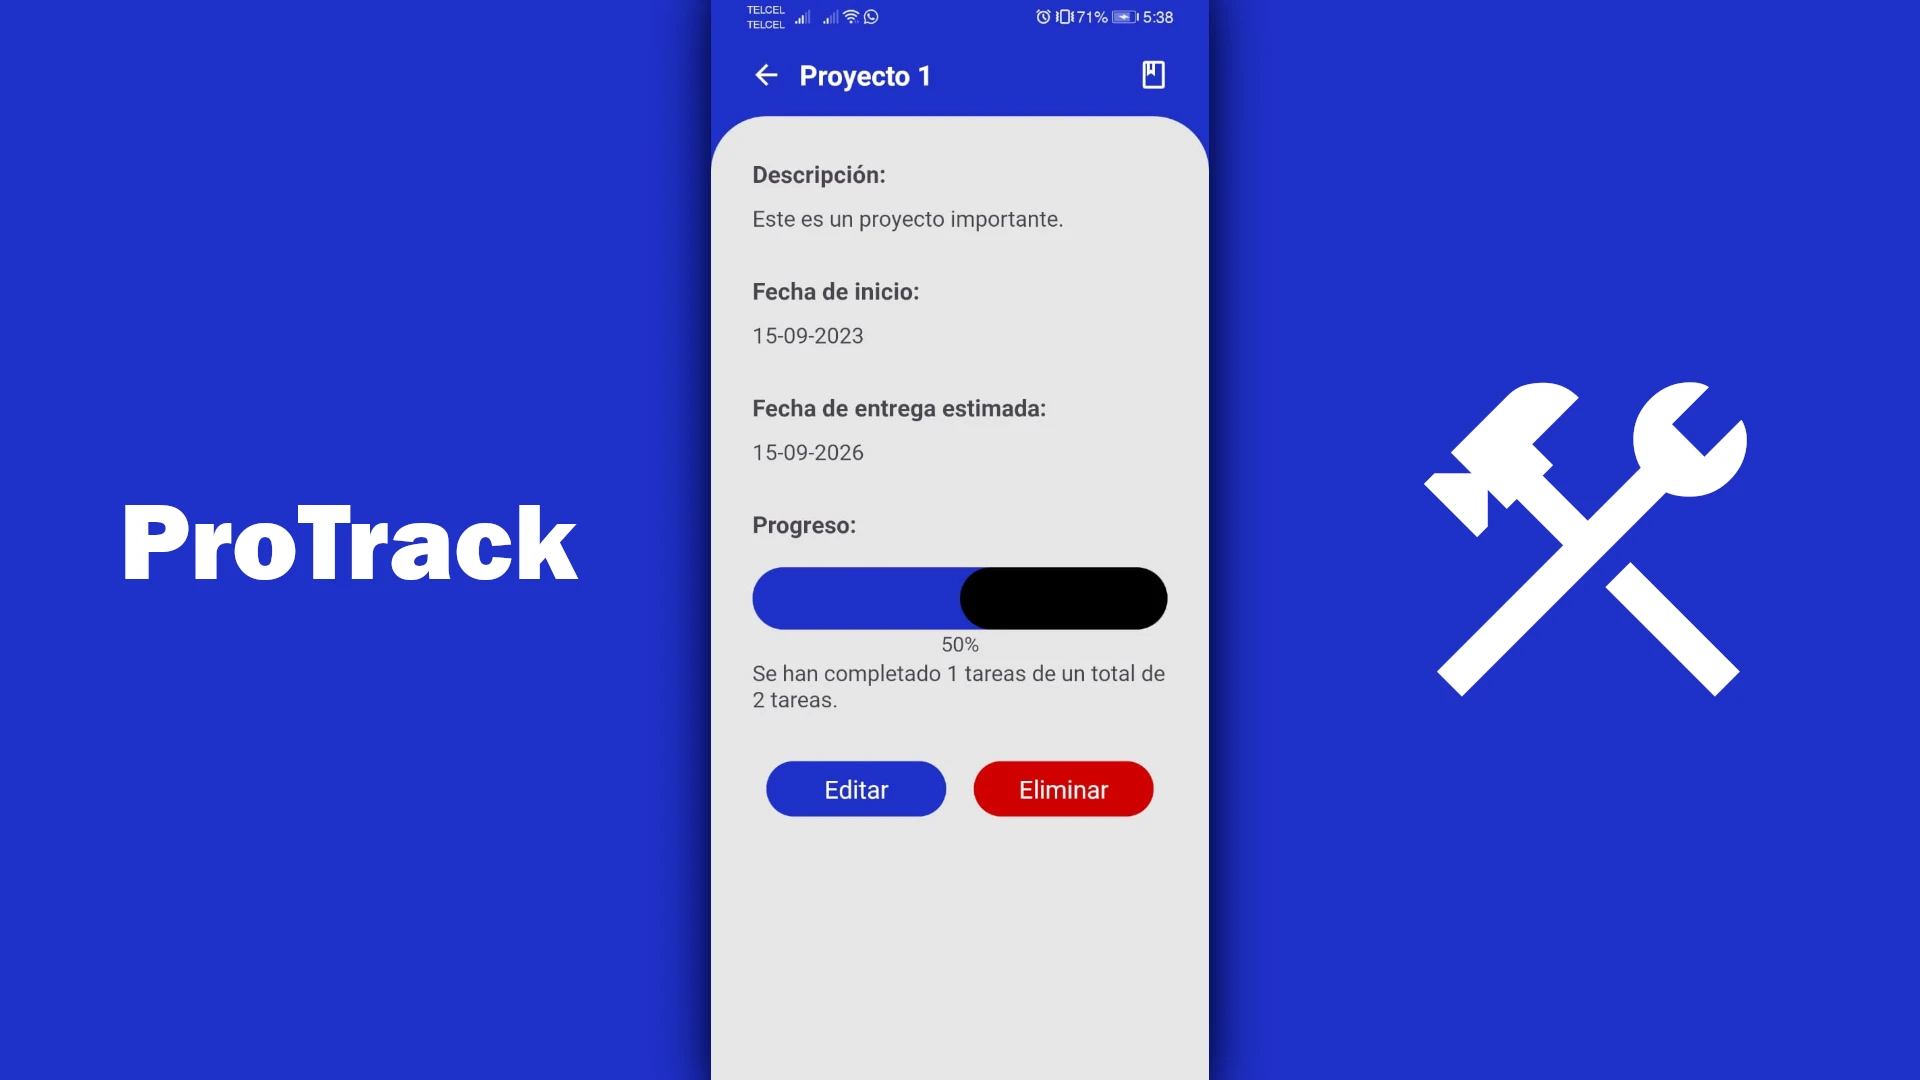 TELCEL
TELCEL
71% 5:38
Proyecto 1
Descripción:
Este es un proyecto importante.
Fecha de inicio:
15-09-2023
Fecha de entrega estimada:
15-09-2026
ProTrack
Progreso:
50%
Se han completado 1 tareas de un total de
2 tareas.
Editar
Eliminar